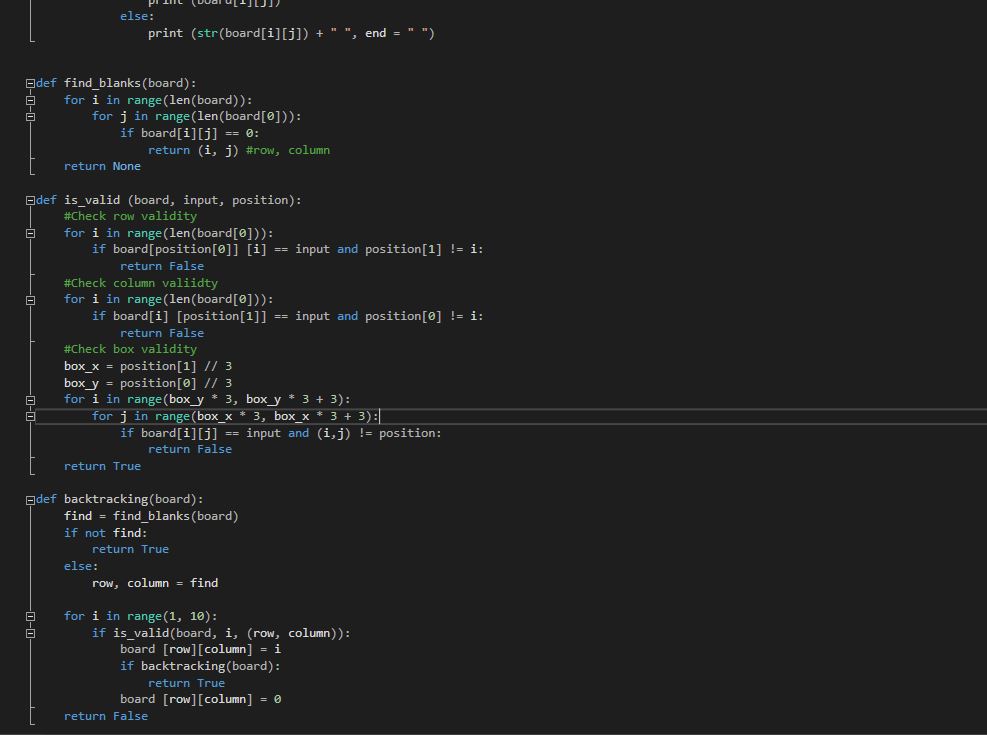 print (board[i][j])
else:
print (str(board[i][j]) + " ", end = " ")
def find_blanks(board):
for i in range(len(board)):
for j in range(len(board[0])):
if board[i][j] == 0:
return (i, j) #row, column
return None
def is_valid (board, input, position):
#Check row validity
for i in range(len(board[0])):
if board[position[0]] [i] == input and position[1] != i:
return False
#Check column valiidty
for i in range(len(board[0])):
if board[i] [position[1]] == input and position[0] != i:
return False
#Check box validity
box_x = position[1] // 3
box_y = position[0] // 3
for i in range(box_y * 3, box_y * 3 + 3):
for j in range(box_x * 3, box_x * 3 + 3):
if board[i][j] == input and (i,j) != position:
return False
return True
def backtracking(board):
find = find_blanks(board)
if not find:
return True
else:
row, column = find
for i in range(1, 10):
if is_valid(board, i, (row, column)):
board [row][column] = i
if backtracking(board):
return True
board [row][column] = 0
return False